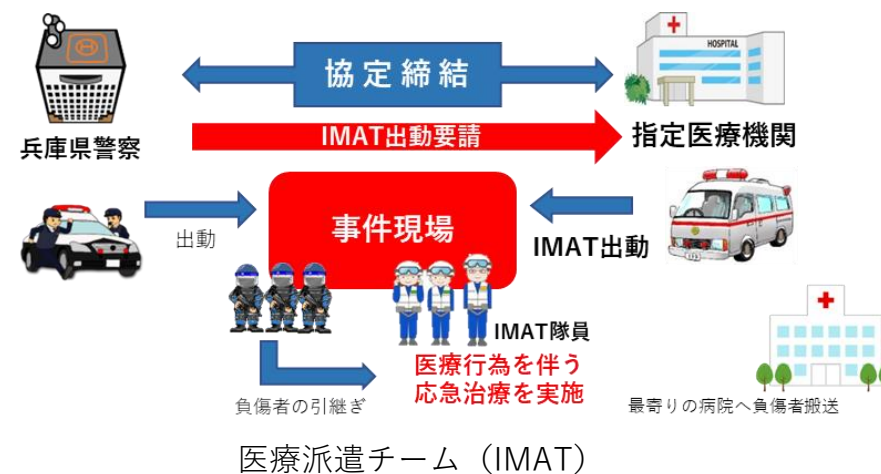 HOSPITAL
協定締結
兵庫県警察
IMAT出動要請
指定医療機関
出動
事件現場
IMAT出動
IMAT隊員
医療行為を伴う
応急治療を実施
負傷者の引継ぎ
最寄りの病院へ負傷者搬送
医療派遣チーム（IMAT）